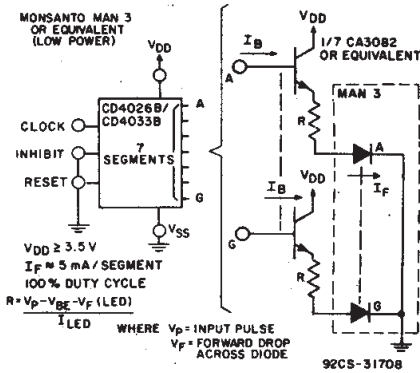 MONSANTO MAN 3
OR EQUIVALENT
(LOW POWER)
VDD
CD4026B/
CD4033B
7
SEGMENTS
A
G
CLOCK
INHIBIT
RESET
VSS
VDD ≥ 3.5 V
IF ≈ 5 mA/SEGMENT
100% DUTY CYCLE
R = VP-VBE-VF (LED)
ILED
WHERE VP = INPUT PULSE
VF = FORWARD DROP
ACROSS DIODE
IB
A
VDD
1/7 CA3082
OR EQUIVALENT
R
MAN 3
A
IF
IB
VDD
G
R
G
92CS-31708